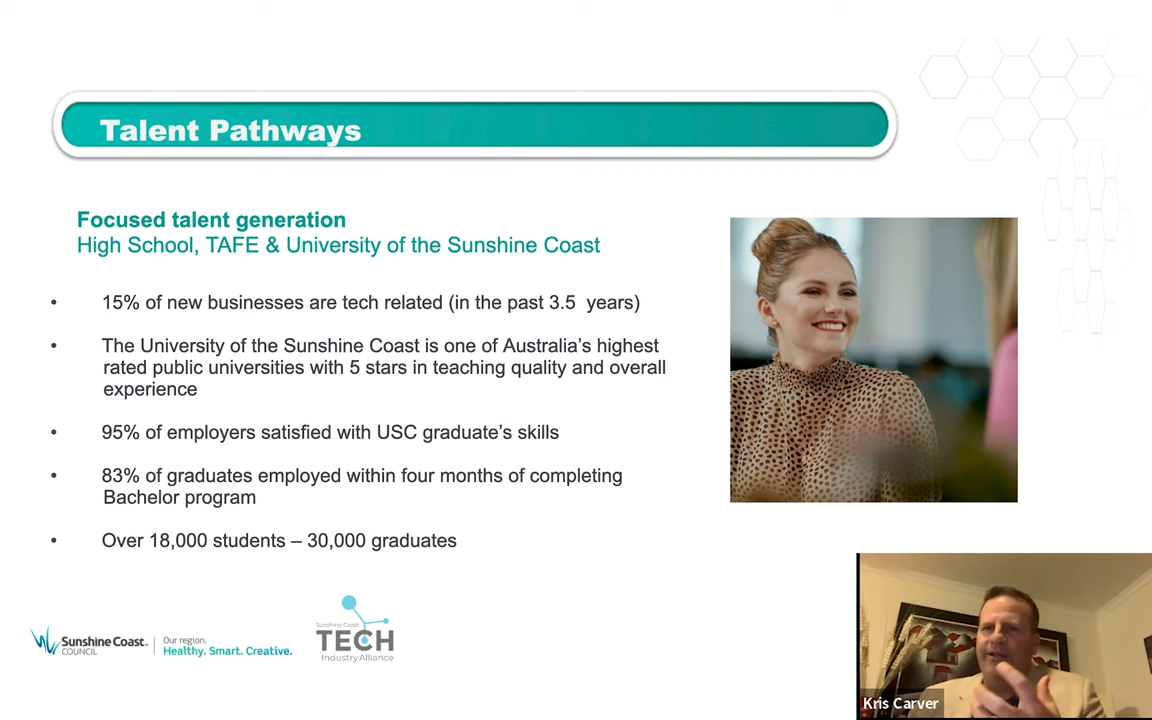 Talent Pathways
Focused talent generation
High School, TAFE & University of the Sunshine Coast
• 15% of new businesses are tech related (in the past 3.5 years)
• The University of the Sunshine Coast is one of Australia’s highest
rated public universities with 5 stars in teaching quality and overall
experience
• 95% of employers satisfied with USC graduate’s skills
• 83% of graduates employed within four months of completing
Bachelor program
• Over 18,000 students – 30,000 graduates
Sunshine Coast™
COUNCIL
Our region.
Healthy. Smart. Creative.
Sunshine Coast
TECH
Industry Alliance
Kris Carver